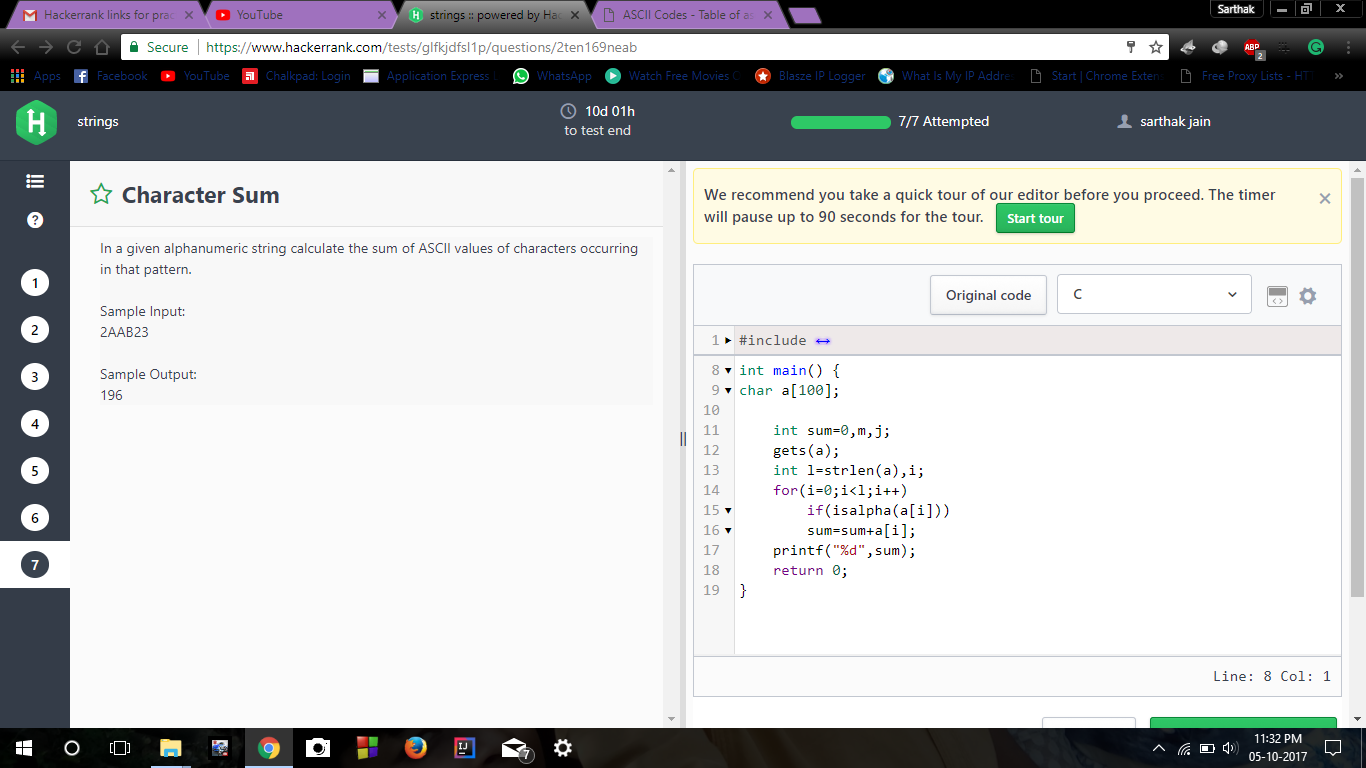 Hackerrank links for prac
YouTube
strings :: powered by Ha
ASCII Codes - Table of as
Sarthak
Secure
https://www.hackerrank.com/tests/glfkjdfsl1p/questions/2ten169neab
ABP
2
Apps
Facebook
YouTube
Chalkpad: Login
Application Express
WhatsApp
Watch Free Movies
Blasze IP Logger
What Is My IP Addre
Start | Chrome Exten
Free Proxy Lists - HT
»
H
strings
10d 01h
to test end
7/7 Attempted
sarthak jain
?
1
2
3
4
5
6
7
Character Sum
In a given alphanumeric string calculate the sum of ASCII values of characters occurring
in that pattern.
Sample Input:
2AAB23
Sample Output:
196
We recommend you take a quick tour of our editor before you proceed. The timer
will pause up to 90 seconds for the tour.
Start tour
Original code
C
1 #include
8 int main() {
9 char a[100];
10
11 int sum=0,m,j;
12 gets(a);
13 int l=strlen(a),i;
14 for(i=0;i<l;i++)
15 if(isalpha(a[i]))
16 sum=sum+a[i];
17 printf("%d",sum);
18 return 0;
19 }
Line: 8 Col: 1
IJ
7
11:32 PM
05-10-2017